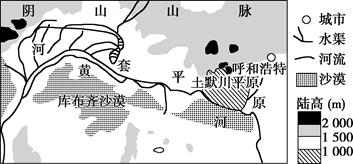 阴 山 山 脉
河 套 平 原
黄 河
库布齐沙漠
呼和浩特
土默川平原
城市
水渠
河流
沙漠
陆高(m)
2 000
1 500
1 000